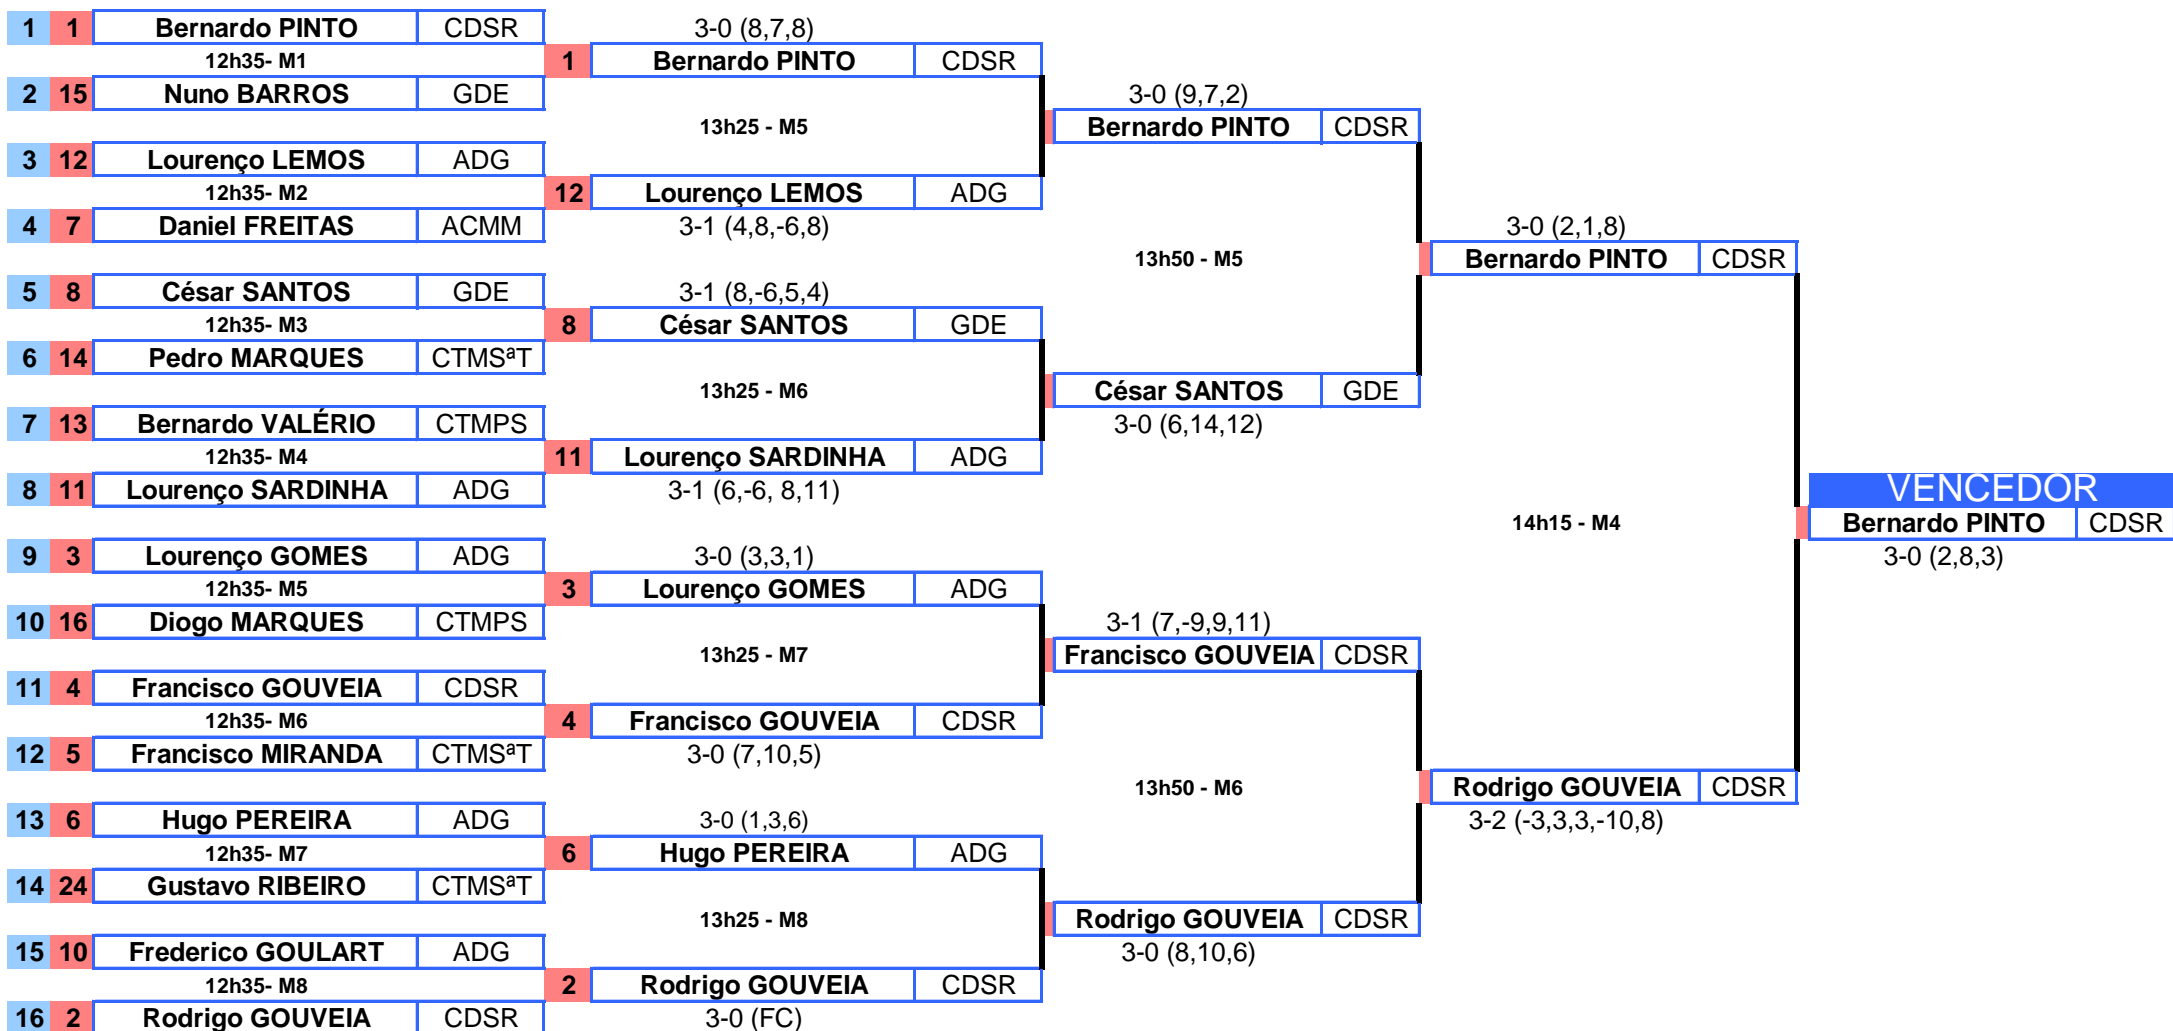 1 1 Bernardo PINTO CDSR 3-0 (8,7,8)
12h35- M1 1 Bernardo PINTO CDSR
2 15 Nuno BARROS GDE 3-0 (9,7,2)
13h25 - M5 Bernardo PINTO CDSR
3 12 Lourenço LEMOS ADG
12h35- M2 12 Lourenço LEMOS ADG
4 7 Daniel FREITAS ACMM 3-1 (4,8,-6,8) 3-0 (2,1,8)
13h50 - M5 Bernardo PINTO CDSR
5 8 César SANTOS GDE 3-1 (8,-6,5,4)
12h35- M3 8 César SANTOS GDE
6 14 Pedro MARQUES CTMSªT
13h25 - M6 César SANTOS GDE
7 13 Bernardo VALÉRIO CTMPS 3-0 (6,14,12)
12h35- M4 11 Lourenço SARDINHA ADG
8 11 Lourenço SARDINHA ADG 3-1 (6,-6, 8,11) VENCEDOR
14h15 - M4 Bernardo PINTO CDSR
9 3 Lourenço GOMES ADG 3-0 (3,3,1) 3-0 (2,8,3)
12h35- M5 3 Lourenço GOMES ADG
10 16 Diogo MARQUES CTMPS 3-1 (7,-9,9,11)
13h25 - M7 Francisco GOUVEIA CDSR
11 4 Francisco GOUVEIA CDSR
12h35- M6 4 Francisco GOUVEIA CDSR
12 5 Francisco MIRANDA CTMSªT 3-0 (7,10,5)
13h50 - M6 Rodrigo GOUVEIA CDSR
13 6 Hugo PEREIRA ADG 3-0 (1,3,6) 3-2 (-3,3,3,-10,8)
12h35- M7 6 Hugo PEREIRA ADG
14 24 Gustavo RIBEIRO CTMSªT
13h25 - M8 Rodrigo GOUVEIA CDSR
15 10 Frederico GOULART ADG 3-0 (8,10,6)
12h35- M8 2 Rodrigo GOUVEIA CDSR
16 2 Rodrigo GOUVEIA CDSR 3-0 (FC)